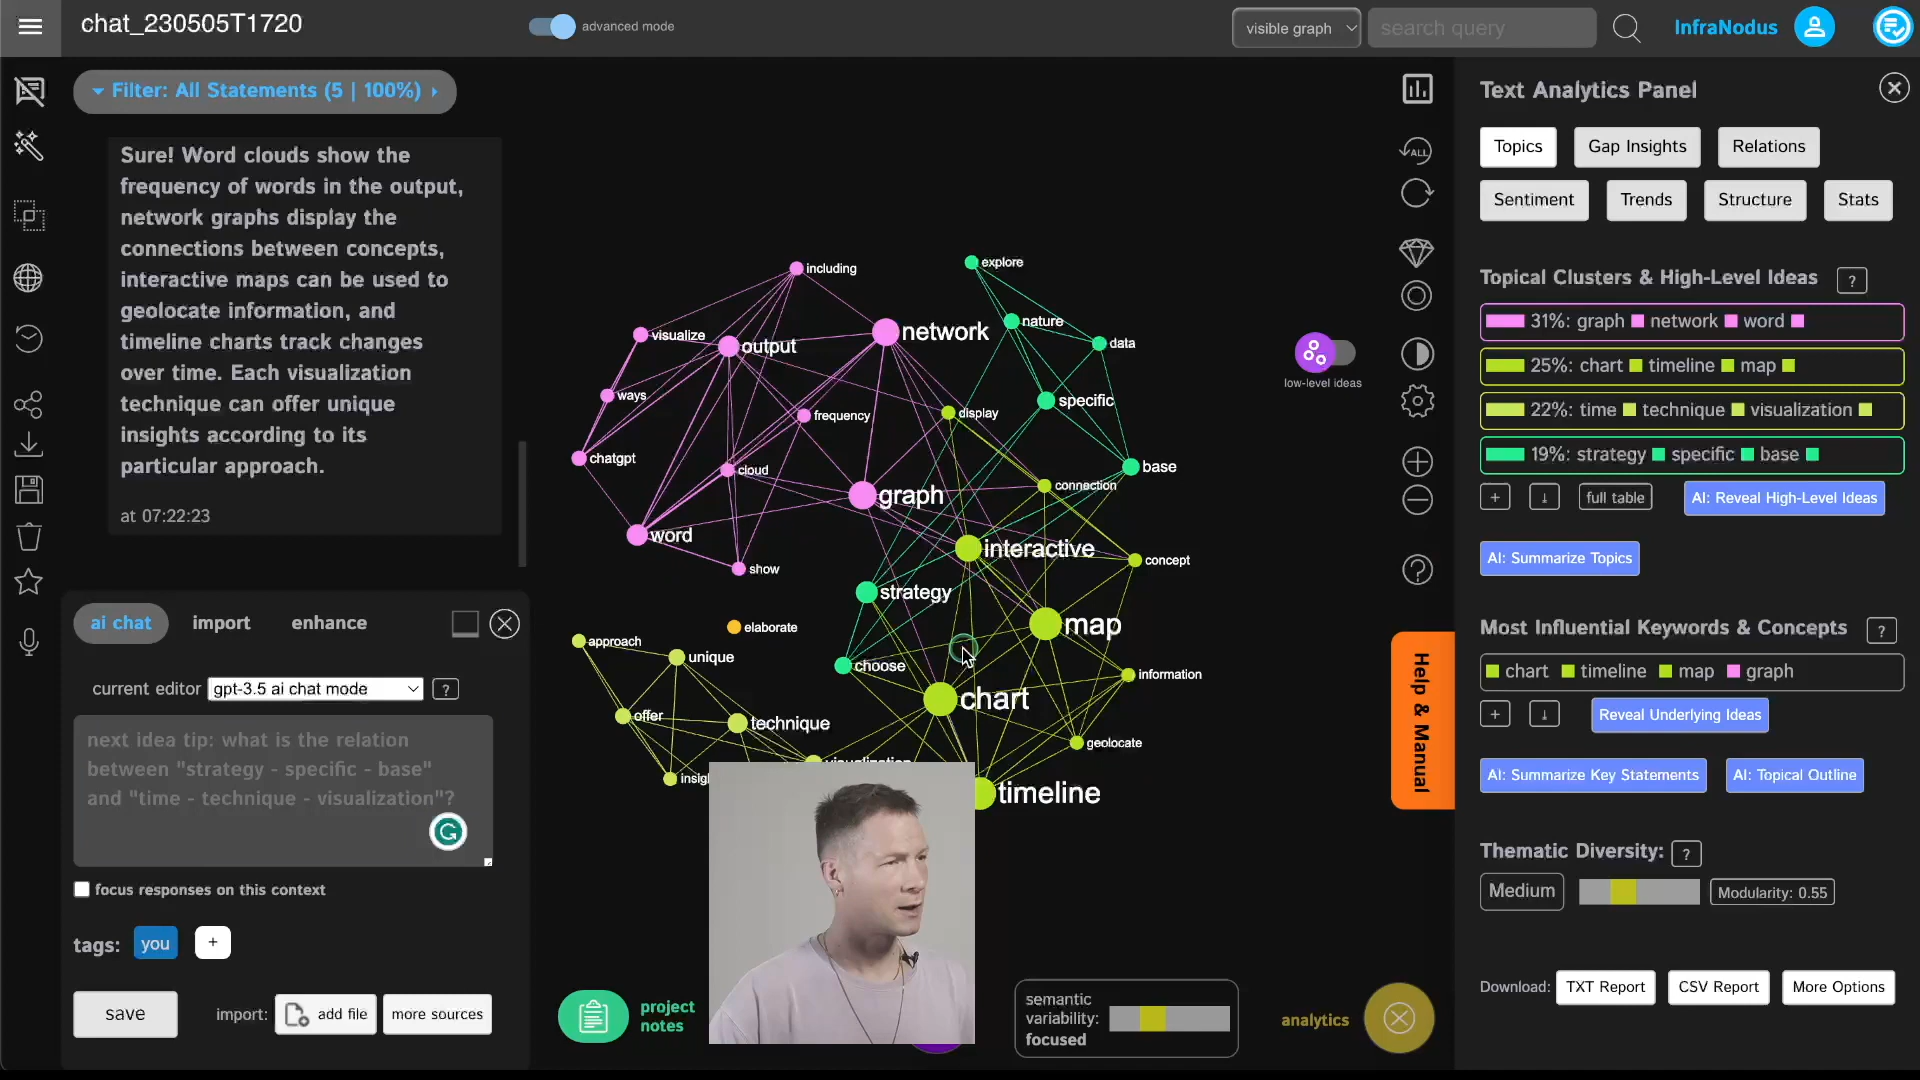 chat_230505T1720
advanced mode
visible graph
search query
InfraNodus
Filter: All Statements (5 | 100%)
Sure! Word clouds show the
frequency of words in the output,
network graphs display the
connections between concepts,
interactive maps can be used to
geolocate information, and
timeline charts track changes
over time. Each visualization
technique can offer unique
insights according to its
particular approach.
at 07:22:23
ai chat
import
enhance
current editor
gpt-3.5 ai chat mode
?
next idea tip: what is the relation
between "strategy - specific - base"
and "time - technique - visualization"?
focus responses on this context
tags:
you
+
save
import:
add file
more sources
including
explore
visualize
output
network
nature
data
ways
frequency
display
specific
chatgpt
cloud
graph
connection
base
word
interactive
concept
show
strategy
elaborate
map
approach
unique
choose
information
offer
technique
chart
geolocate
timeline
low-level ideas
ALL
project
notes
semantic
variability:
focused
analytics
Help & Manual
Text Analytics Panel
Topics
Gap Insights
Relations
Sentiment
Trends
Structure
Stats
Topical Clusters & High-Level Ideas
?
31%: graph network word
25%: chart timeline map
22%: time technique visualization
19%: strategy specific base
+
↓
full table
AI: Reveal High-Level Ideas
AI: Summarize Topics
Most Influential Keywords & Concepts
?
chart timeline map graph
+
↓
Reveal Underlying Ideas
AI: Summarize Key Statements
AI: Topical Outline
Thematic Diversity:
?
Medium
Modularity: 0.55
Download:
TXT Report
CSV Report
More Options